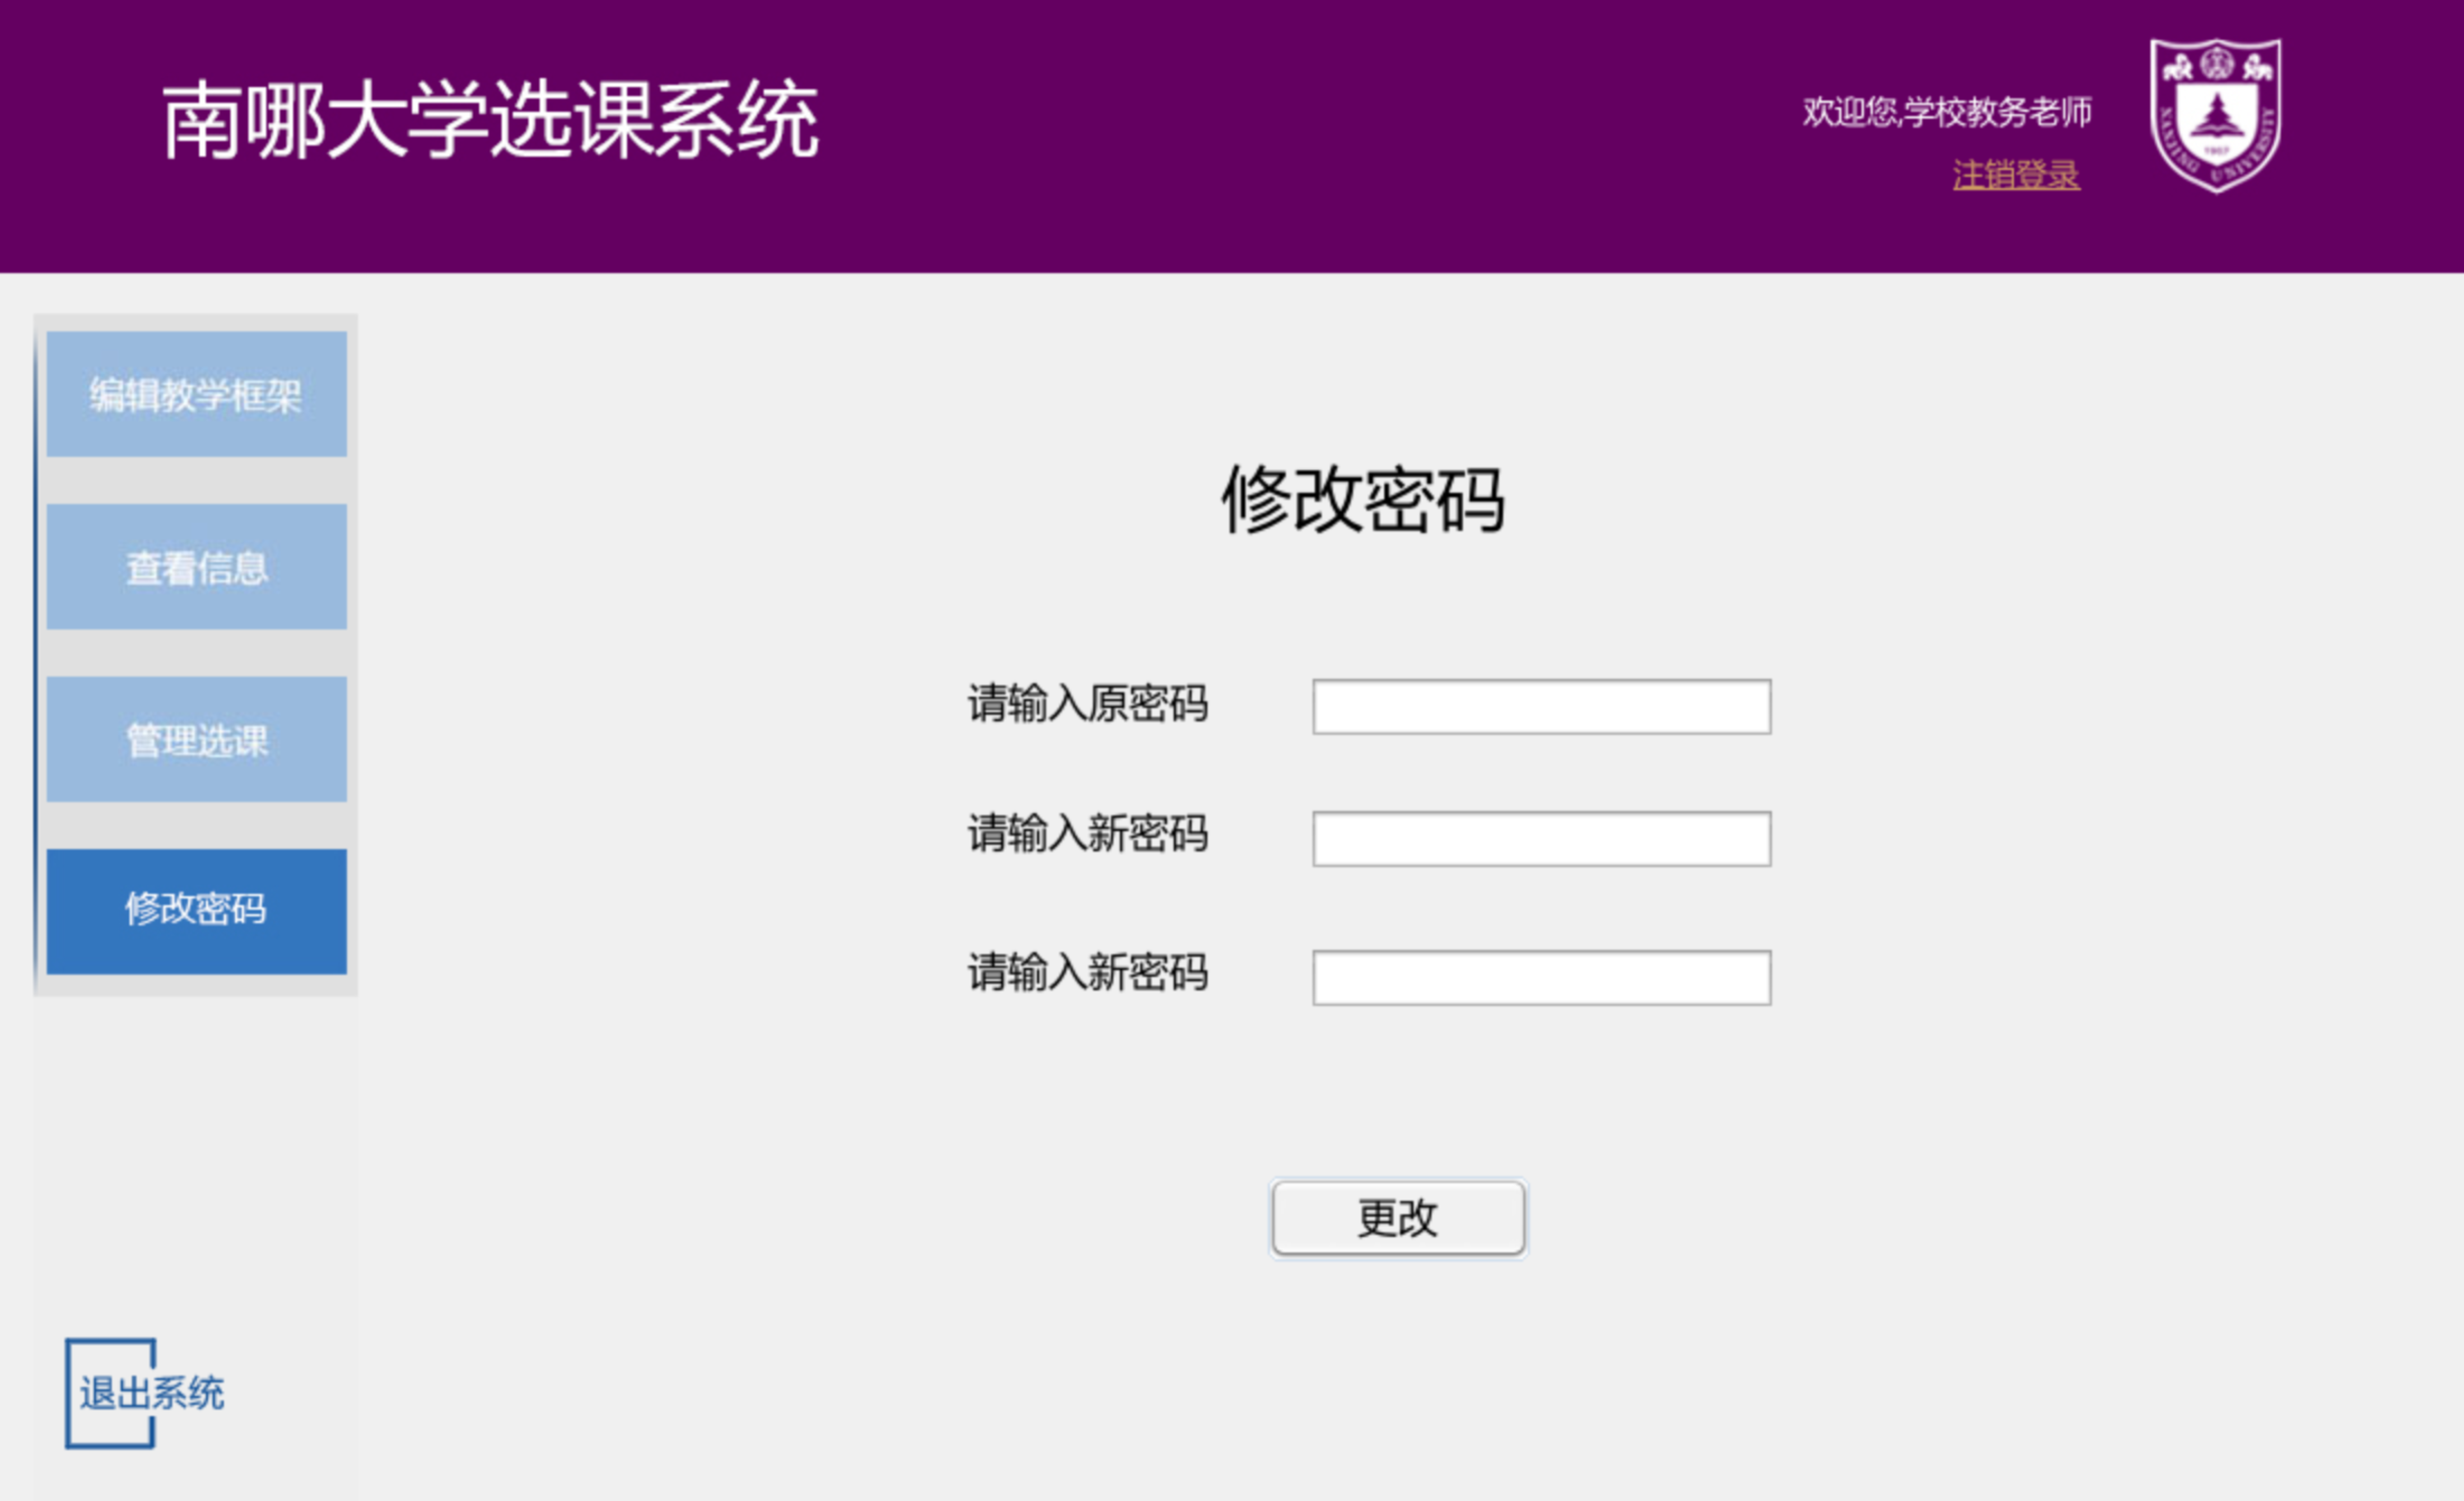 南哪大学选课系统
欢迎您,学校教务老师
注销登录
NANJING UNIVERSITY
1902
编辑教学框架
查看信息
管理选课
修改密码
修改密码
请输入原密码
请输入新密码
请输入新密码
更改
退出系统